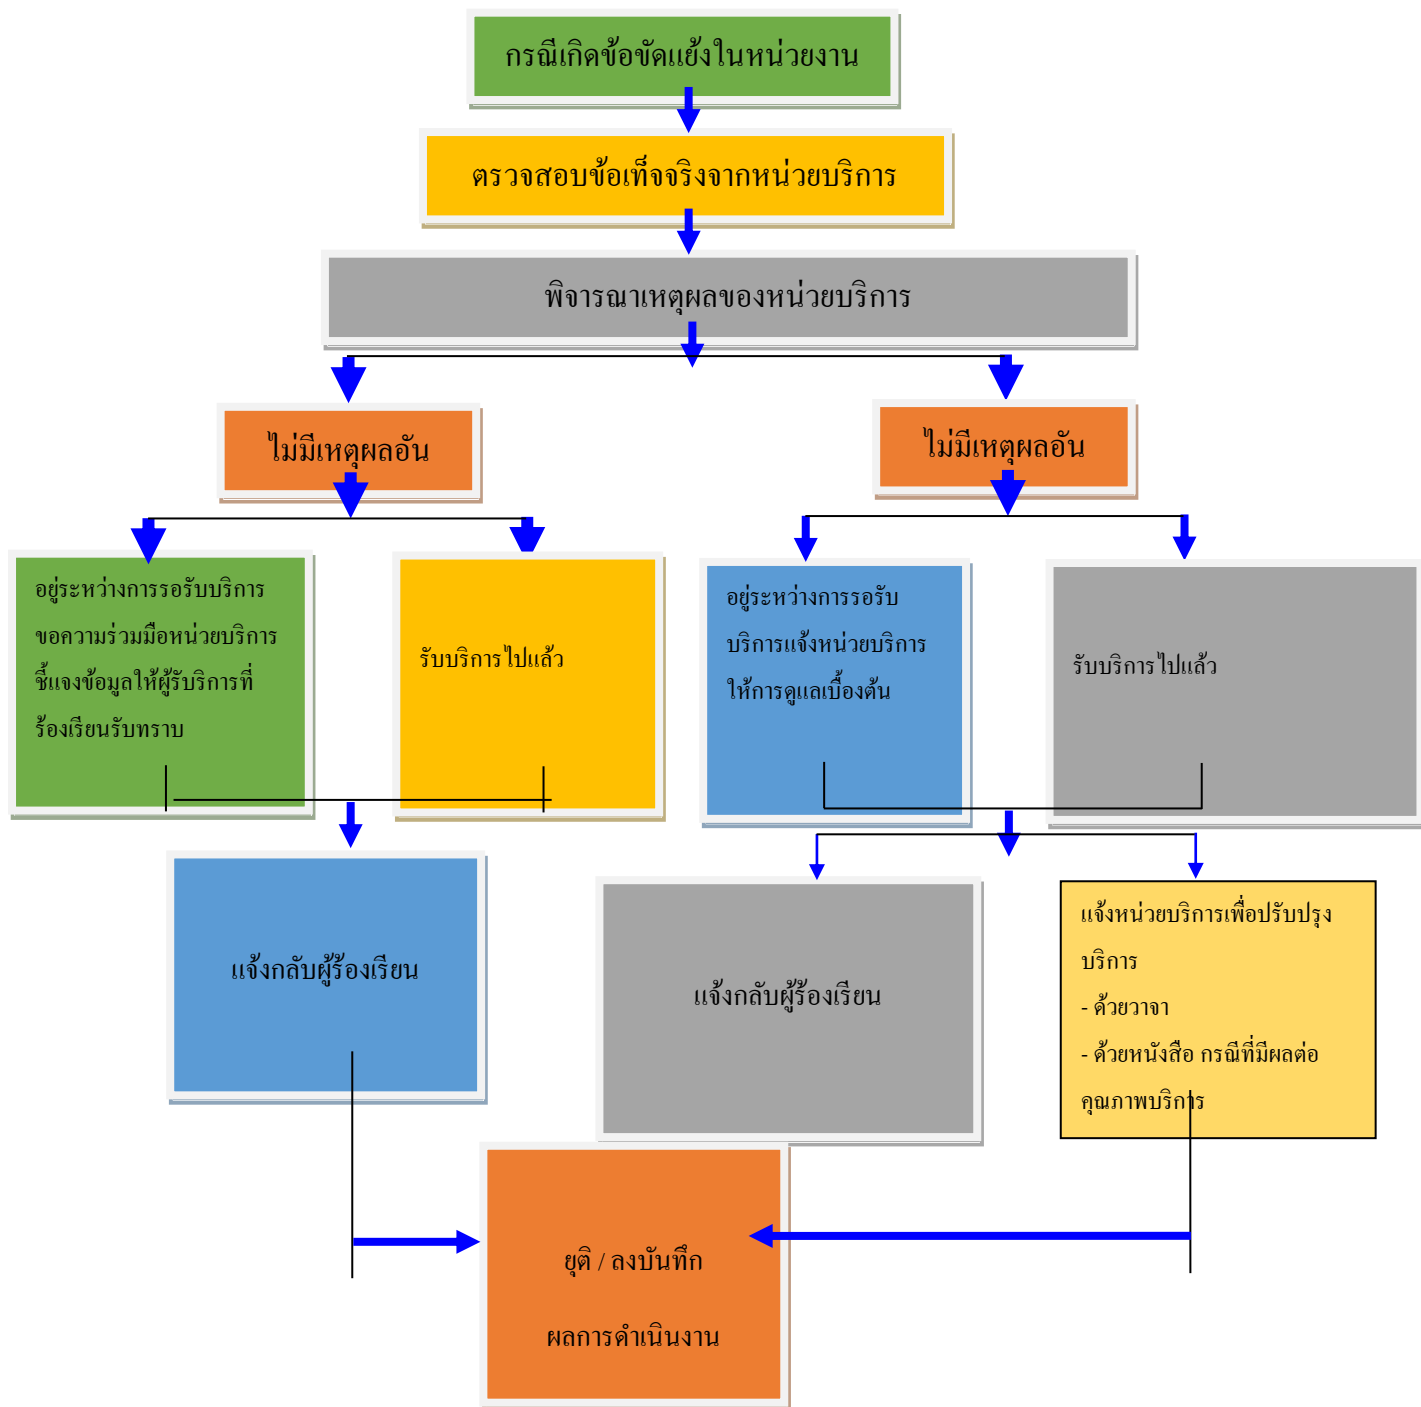 กรณีเกิดข้อขัดแย้งในหน่วยงาน
ตรวจสอบข้อเท็จจริงจากหน่วยบริการ
พิจารณาเหตุผลของหน่วยบริการ
ไม่มีเหตุผลอัน
ไม่มีเหตุผลอัน
อยู่ระหว่างการรอรับบริการ
ขอความร่วมมือหน่วยบริการ
ชี้แจงข้อมูลให้ผู้รับบริการที่
ร้องเรียนรับทราบ
รับบริการไปแล้ว
อยู่ระหว่างการรอรับ
บริการแจ้งหน่วยบริการ
ให้การดูแลเบื้องต้น
รับบริการไปแล้ว
แจ้งกลับผู้ร้องเรียน
แจ้งกลับผู้ร้องเรียน
แจ้งหน่วยบริการเพื่อปรับปรุง
บริการ
- ด้วยวาจา
- ด้วยหนังสือ กรณีที่มีผลต่อ
คุณภาพบริการ
ยุติ / ลงบันทึก
ผลการดำเนินงาน